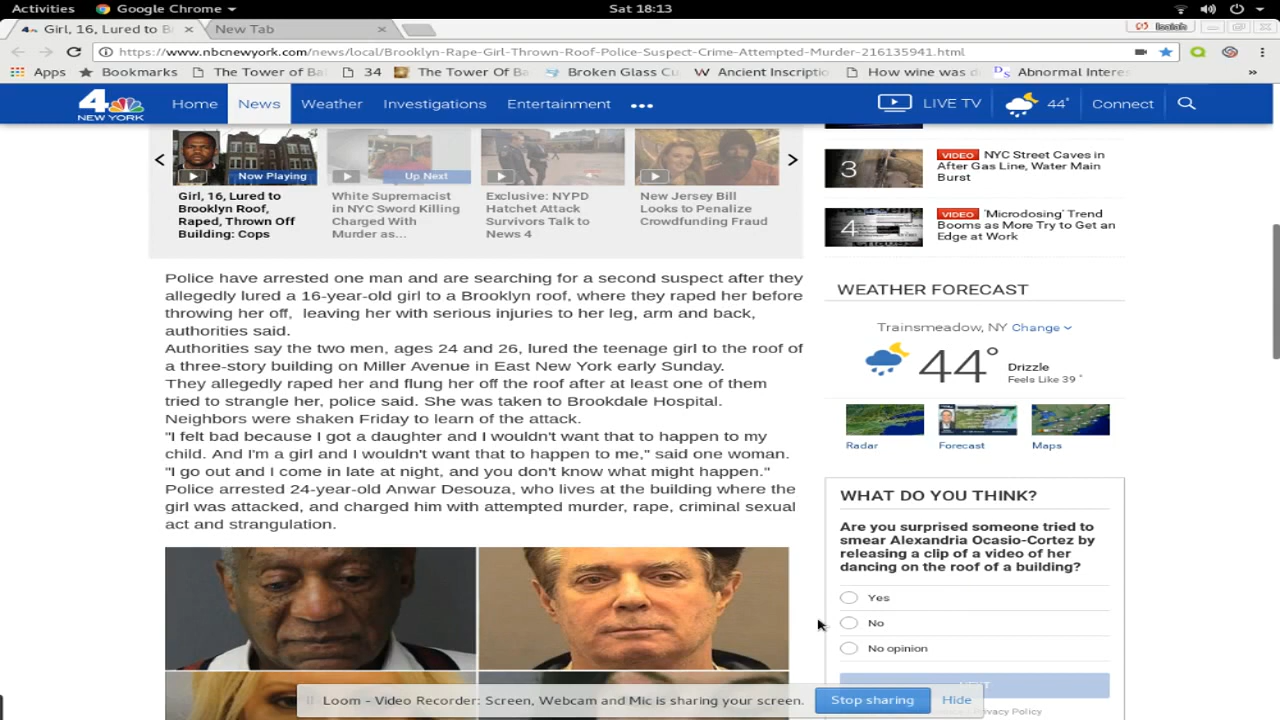 Activities Google Chrome Sat 18:13
Girl, 16, Lured to B New Tab Isaiah
https://www.nbcnewyork.com/news/local/Brooklyn-Rape-Girl-Thrown-Roof-Police-Suspect-Crime-Attempted-Murder-216135941.html
Apps Bookmarks The Tower of Ba 34 The Tower Of Ba Broken Glass Cu Ancient Inscriptio How wine was d Abnormal Interes »
4 NEW YORK Home News Weather Investigations Entertainment ••• LIVE TV 44° Connect
Now Playing
Up Next
Girl, 16, Lured to
Brooklyn Roof,
Raped, Thrown Off
Building: Cops
White Supremacist
in NYC Sword Killing
Charged With
Murder as...
Exclusive: NYPD
Hatchet Attack
Survivors Talk to
News 4
New Jersey Bill
Looks to Penalize
Crowdfunding Fraud
Police have arrested one man and are searching for a second suspect after they
allegedly lured a 16-year-old girl to a Brooklyn roof, where they raped her before
throwing her off, leaving her with serious injuries to her leg, arm and back,
authorities said.
Authorities say the two men, ages 24 and 26, lured the teenage girl to the roof of
a three-story building on Miller Avenue in East New York early Sunday.
They allegedly raped her and flung her off the roof after at least one of them
tried to strangle her, police said. She was taken to Brookdale Hospital.
Neighbors were shaken Friday to learn of the attack.
"I felt bad because I got a daughter and I wouldn't want that to happen to my
child. And I'm a girl and I wouldn't want that to happen to me," said one woman.
"I go out and I come in late at night, and you don't know what might happen."
Police arrested 24-year-old Anwar Desouza, who lives at the building where the
girl was attacked, and charged him with attempted murder, rape, criminal sexual
act and strangulation.
3 VIDEO NYC Street Caves in
After Gas Line, Water Main
Burst
4 VIDEO 'Microdosing' Trend
Booms as More Try to Get an
Edge at Work
WEATHER FORECAST
Trainsmeadow, NY Change
44° Drizzle
Feels Like 39°
Radar Forecast Maps
WHAT DO YOU THINK?
Are you surprised someone tried to
smear Alexandria Ocasio-Cortez by
releasing a clip of a video of her
dancing on the roof of a building?
Yes
No
No opinion
NEXT
Privacy Policy
Loom - Video Recorder: Screen, Webcam and Mic is sharing your screen. Stop sharing Hide